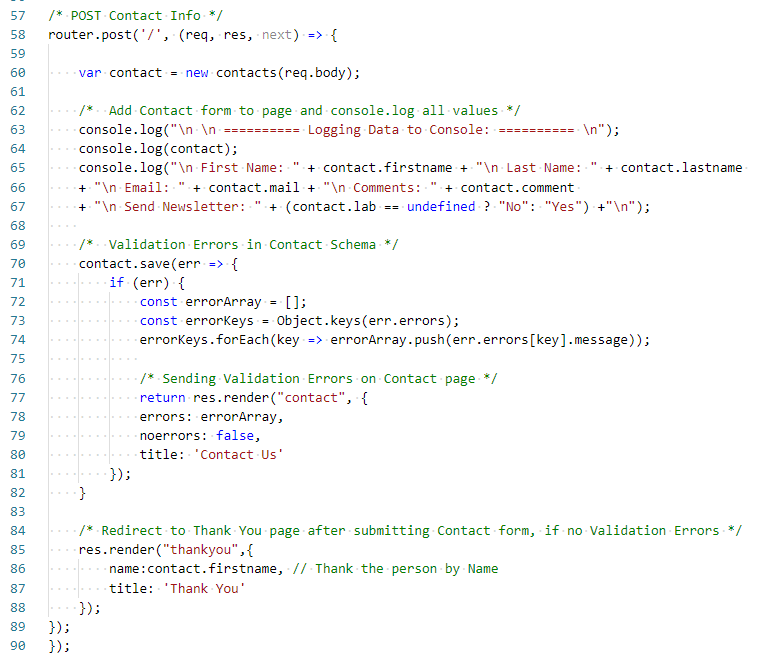 57 /* POST Contact Info */
58 router.post('/', (req, res, next) => {
59
60     var contact = new contacts(req.body);
61
62     /*  Add Contact form to page and console.log all values */
63     console.log("\n \n ========== Logging Data to Console: ========== \n");
64     console.log(contact);
65     console.log("\n First Name: " + contact.firstname + "\n Last Name: " + contact.lastname
66     + "\n Email: " + contact.mail + "\n Comments: " + contact.comment
67     + "\n Send Newsletter: " + (contact.lab == undefined ? "No": "Yes") +"\n");
68
69     /*  Validation Errors in Contact Schema */
70     contact.save(err => {
71         if (err) {
72             const errorArray = [];
73             const errorKeys = Object.keys(err.errors);
74             errorKeys.forEach(key => errorArray.push(err.errors[key].message));
75
76             /* Sending Validation Errors on Contact page */
77             return res.render("contact", {
78             errors: errorArray,
79             noerrors: false,
80             title: 'Contact Us'
81         });
82     }
83
84     /* Redirect to Thank You page after submitting Contact form, if no Validation Errors */
85     res.render("thankyou",{
86         name:contact.firstname, // Thank the person by Name
87         title: 'Thank You'
88     });
89 });
90 });